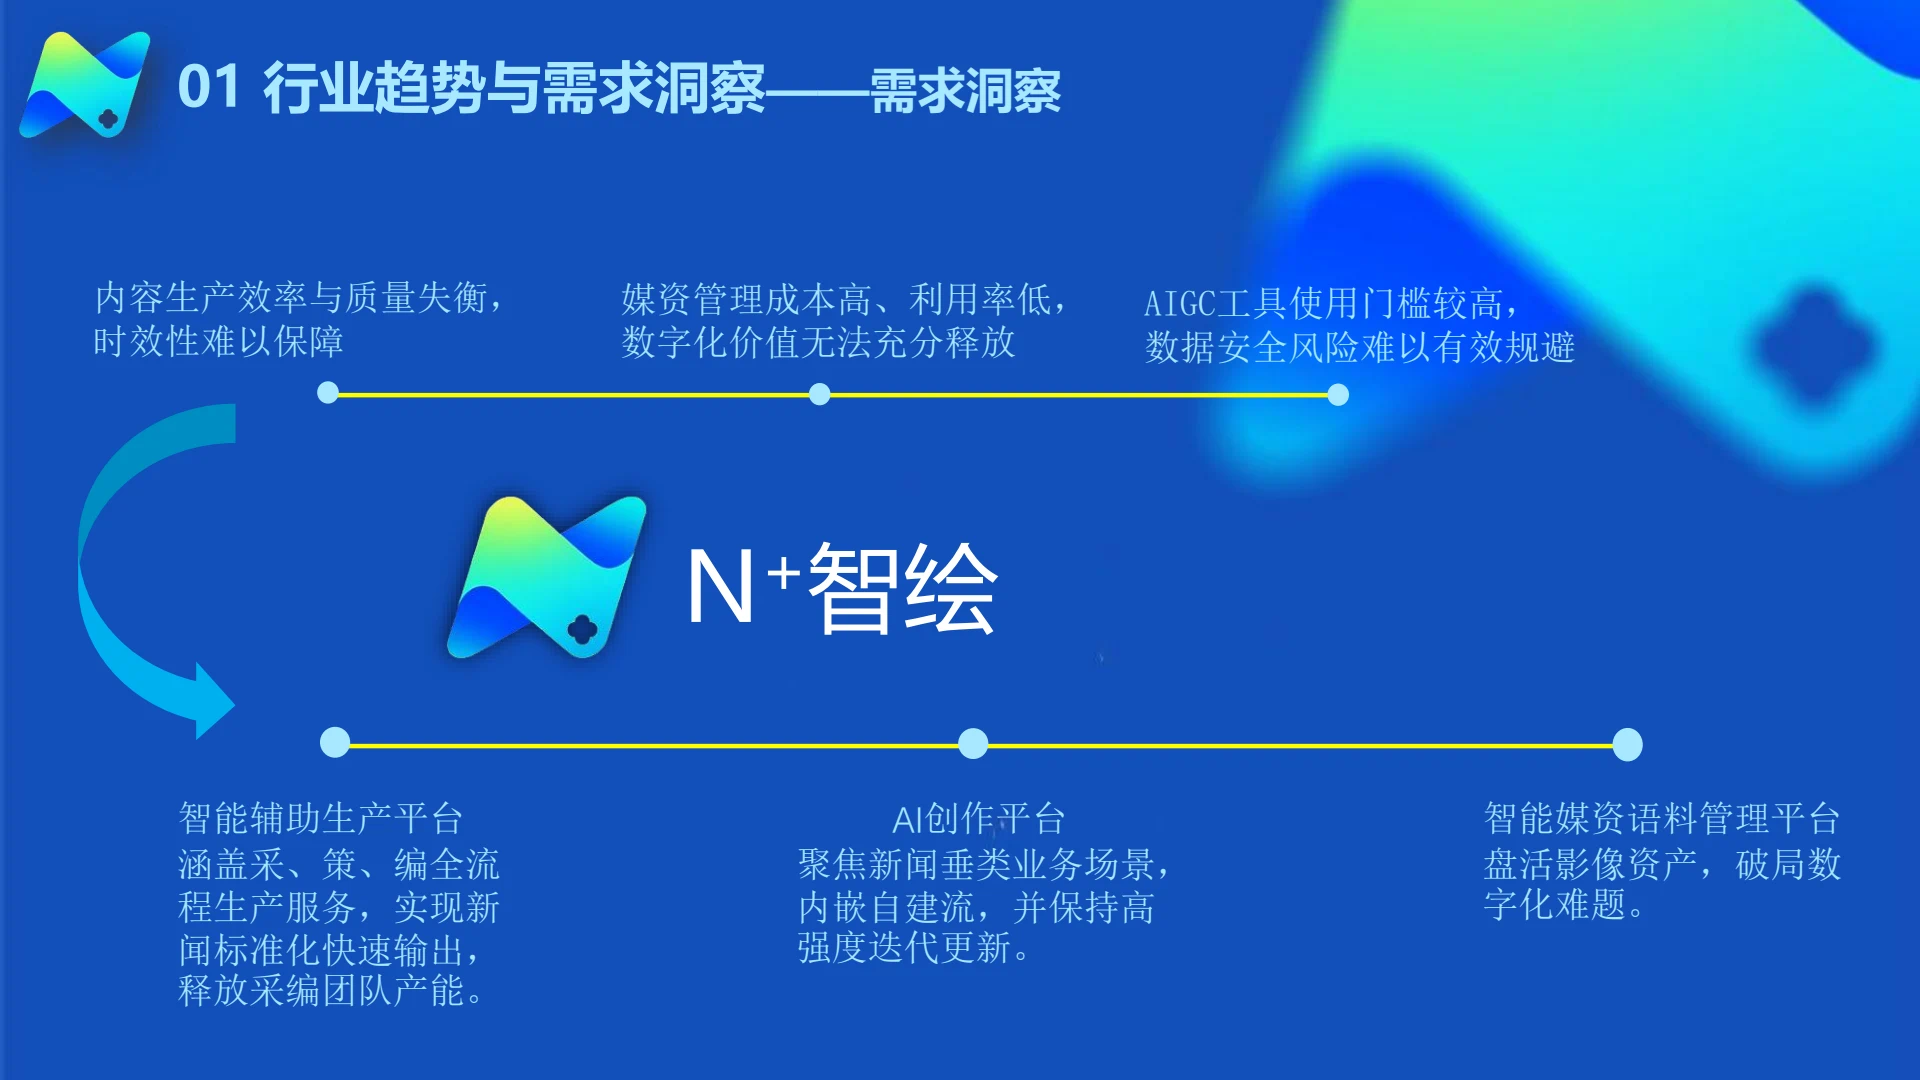 01 行业趋势与需求洞察——需求洞察
内容生产效率与质量失衡，
时效性难以保障
媒资管理成本高、利用率低，
数字化价值无法充分释放
AIGC工具使用门槛较高，
数据安全风险难以有效规避
N⁺智绘
智能辅助生产平台
涵盖采、策、编全流
程生产服务，实现新
闻标准化快速输出，
释放采编团队产能。
AI创作平台
聚焦新闻垂类业务场景，
内嵌自建流，并保持高
强度迭代更新。
智能媒资语料管理平台
盘活影像资产，破局数
字化难题。